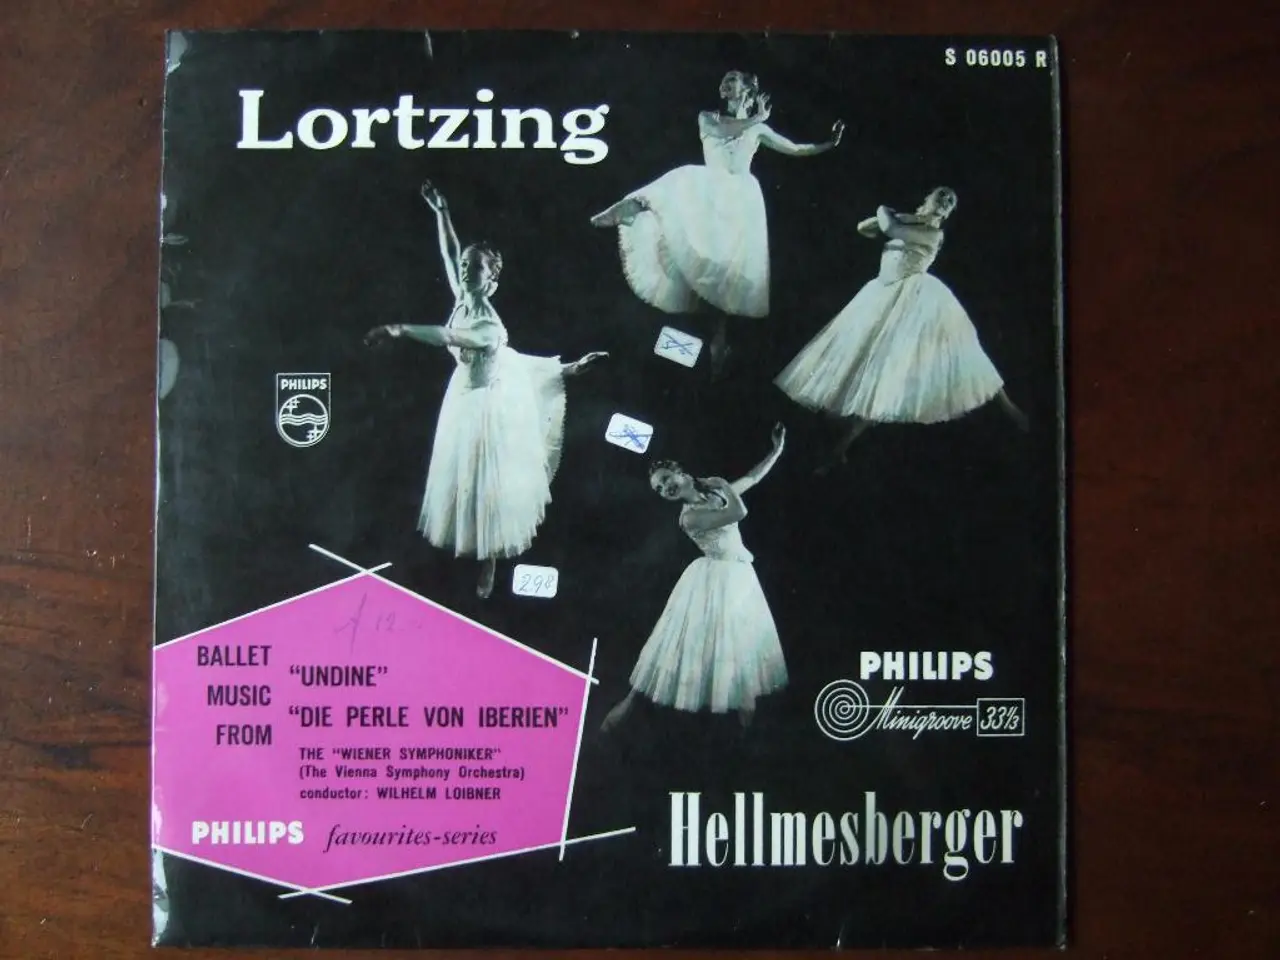 S 06005 R
Lortzing
PHILIPS
298
ƒ 12
BALLET MUSIC FROM
"UNDINE"
"DIE PERLE VON IBERIEN"
THE "WIENER SYMPHONIKER"
(The Vienna Symphony Orchestra)
conductor: WILHELM LOIBNER
PHILIPS favourites-series
PHILIPS
Minigroove 33⅓
Hellmesberger